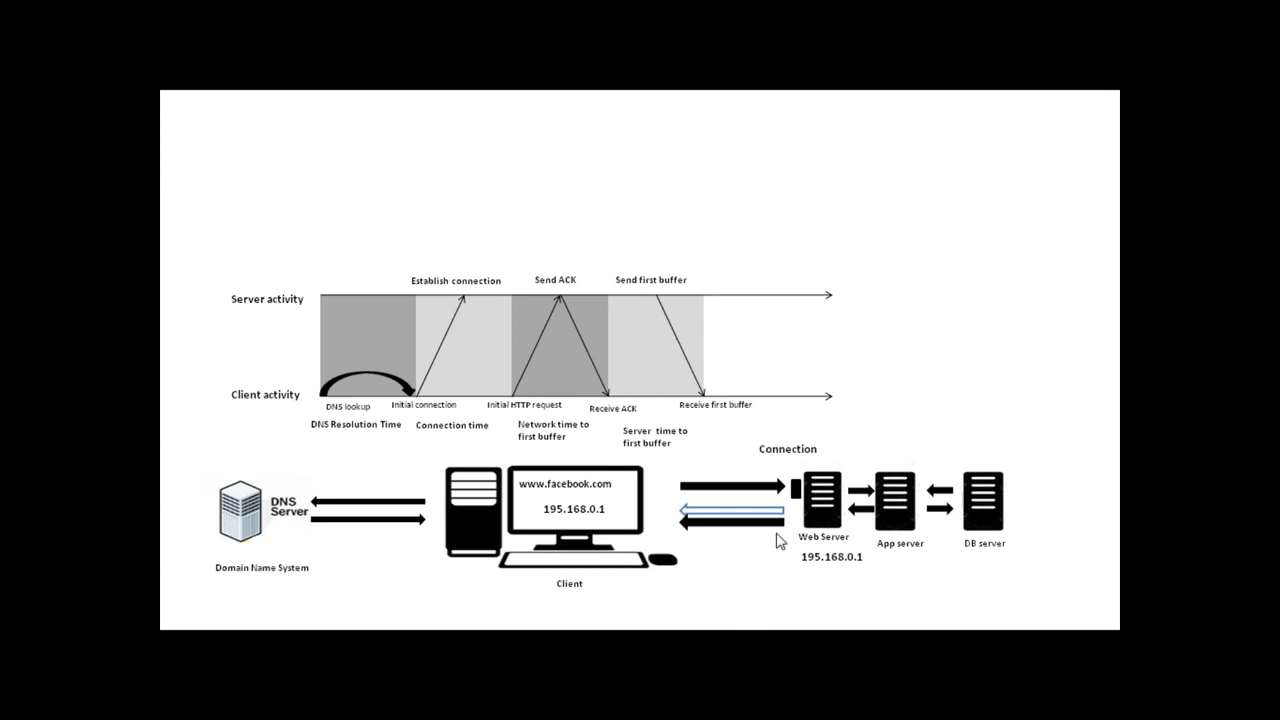 Establish connection
Send ACK
Send first buffer
Server activity
Client activity
DNS lookup
Initial connection
Initial HTTP request
Receive ACK
Receive first buffer
DNS Resolution Time
Connection time
Network time to
first buffer
Server time to
first buffer
Connection
www.facebook.com
195.168.0.1
DNS
Server
Domain Name System
Client
Web Server
195.168.0.1
App server
DB server